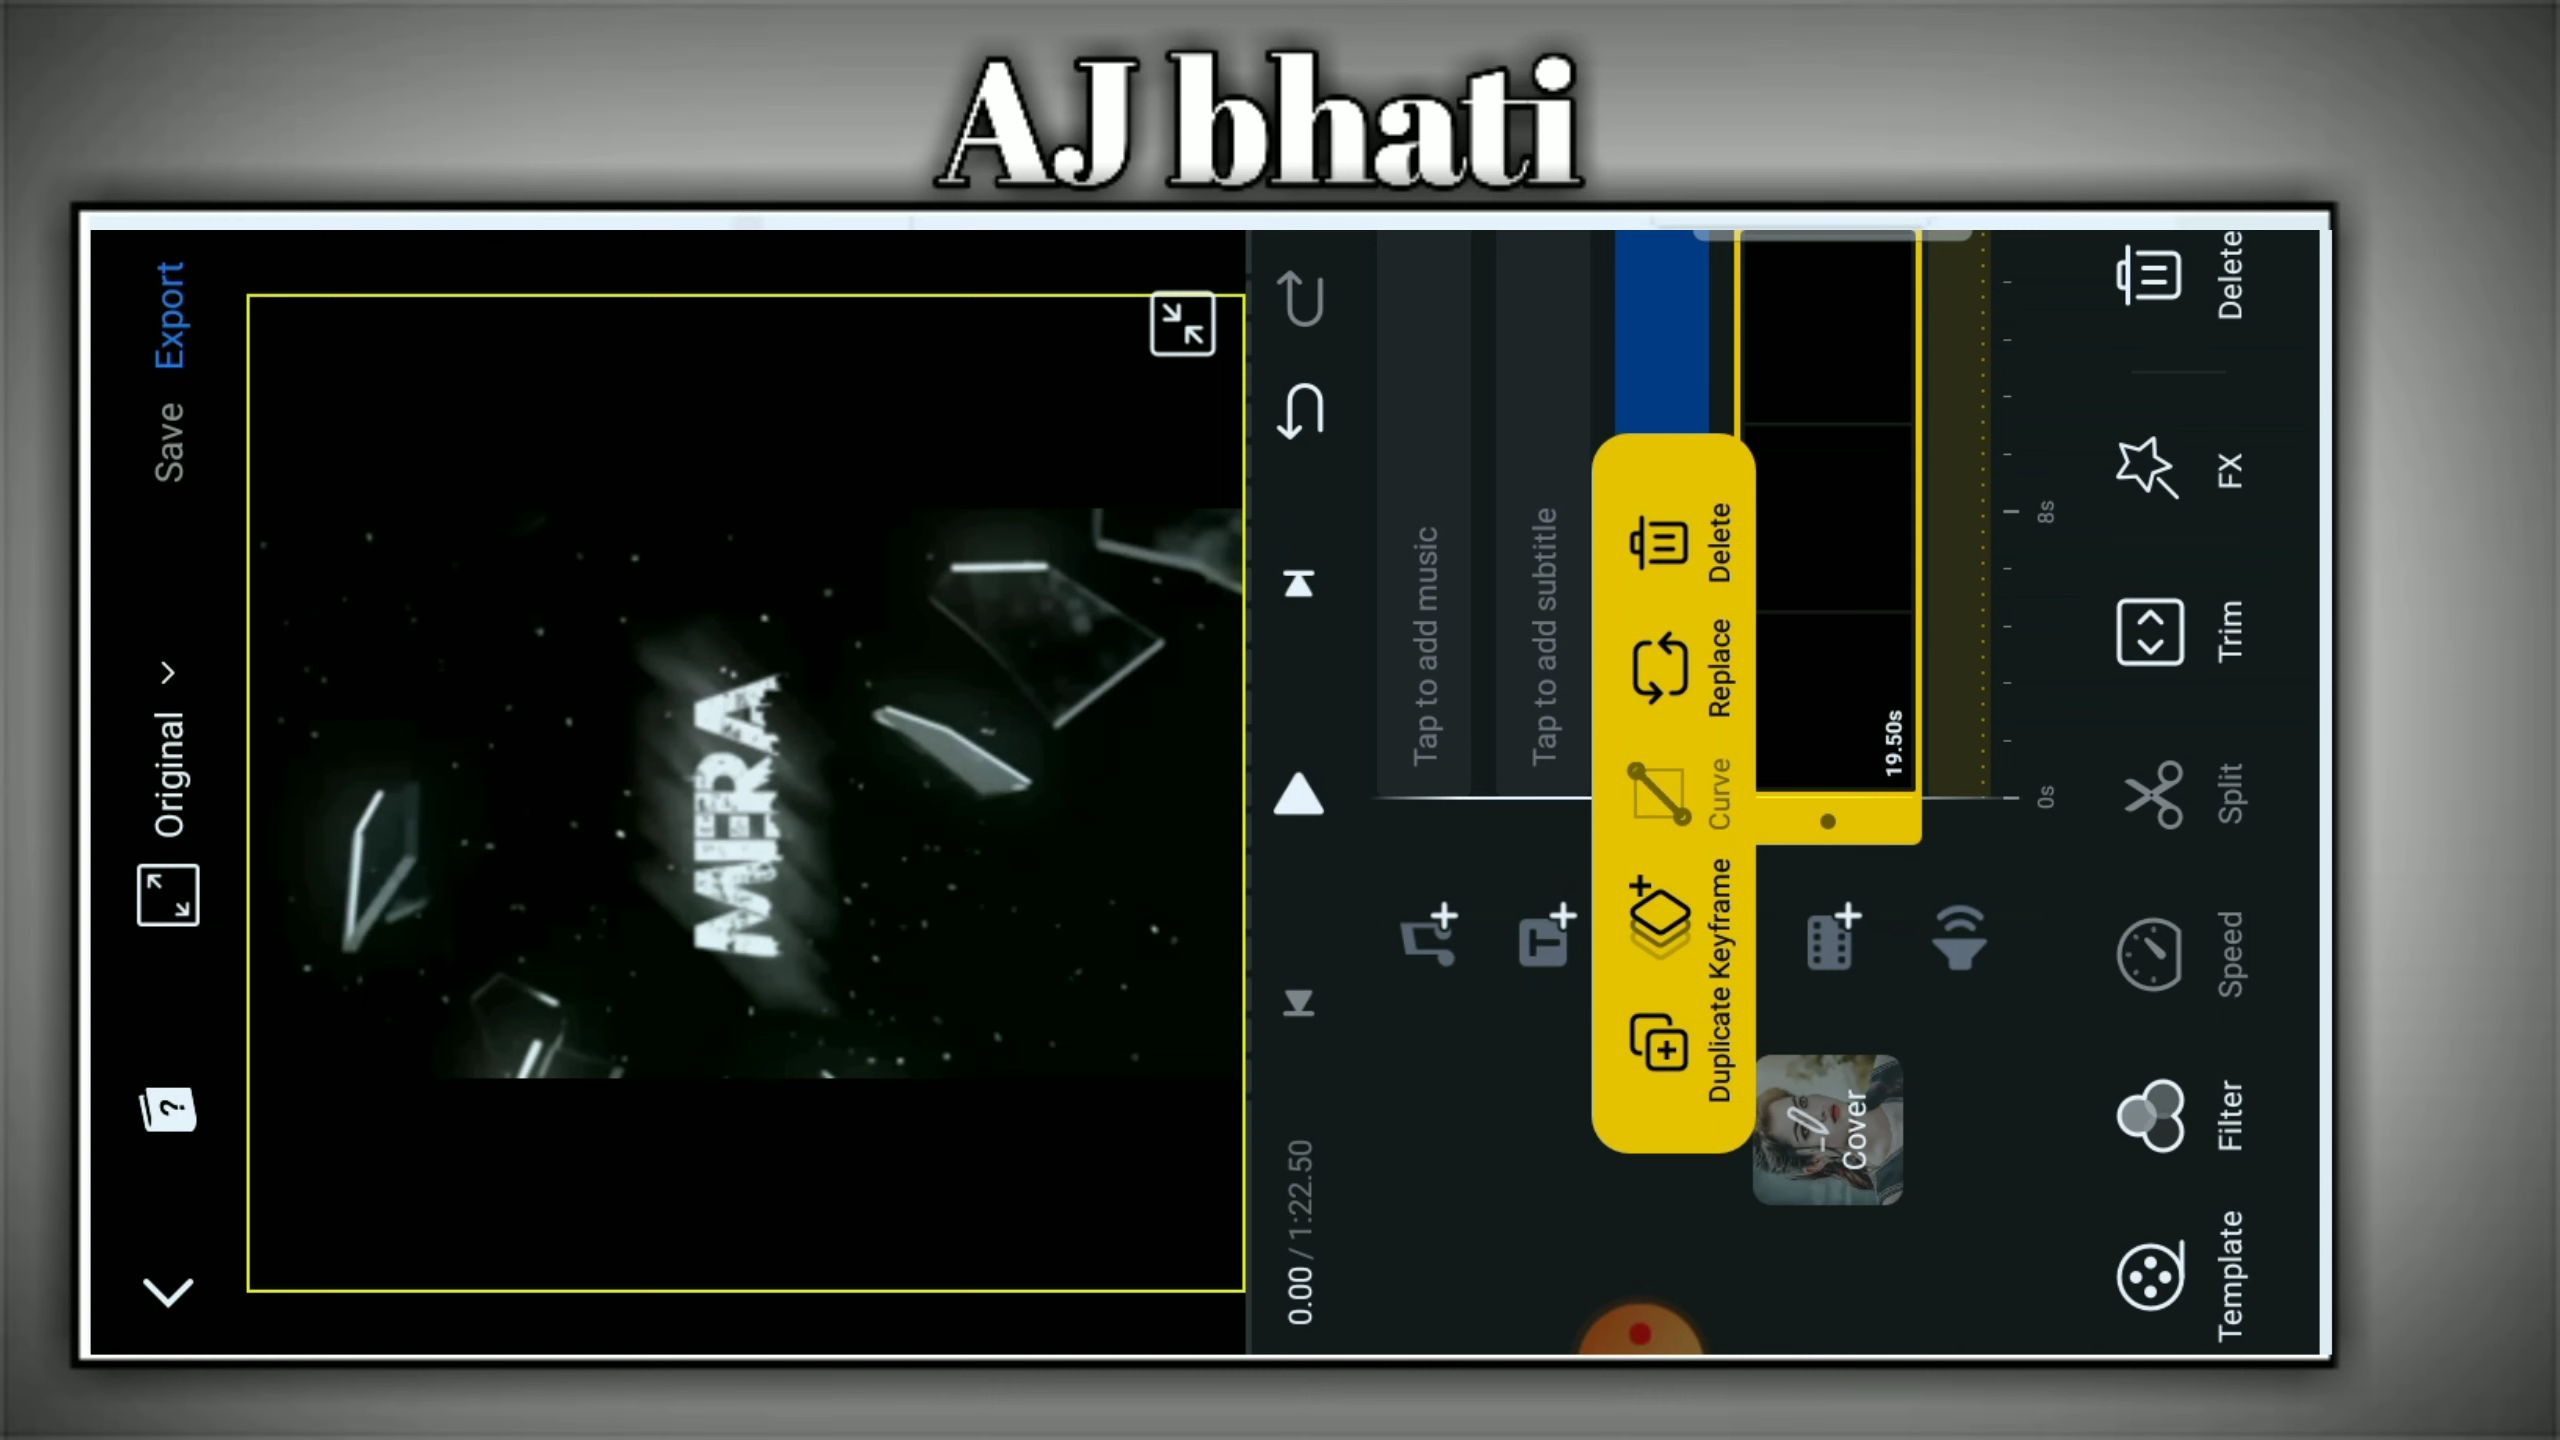 AJ bhati
Original
Save
Export
MERA
0.00 / 1:22.50
Tap to add music
Tap to add subtitle
Duplicate
Keyframe
Curve
Replace
Delete
Cover
19.50s
0s
8s
Template
Filter
Speed
Split
Trim
FX
Delete